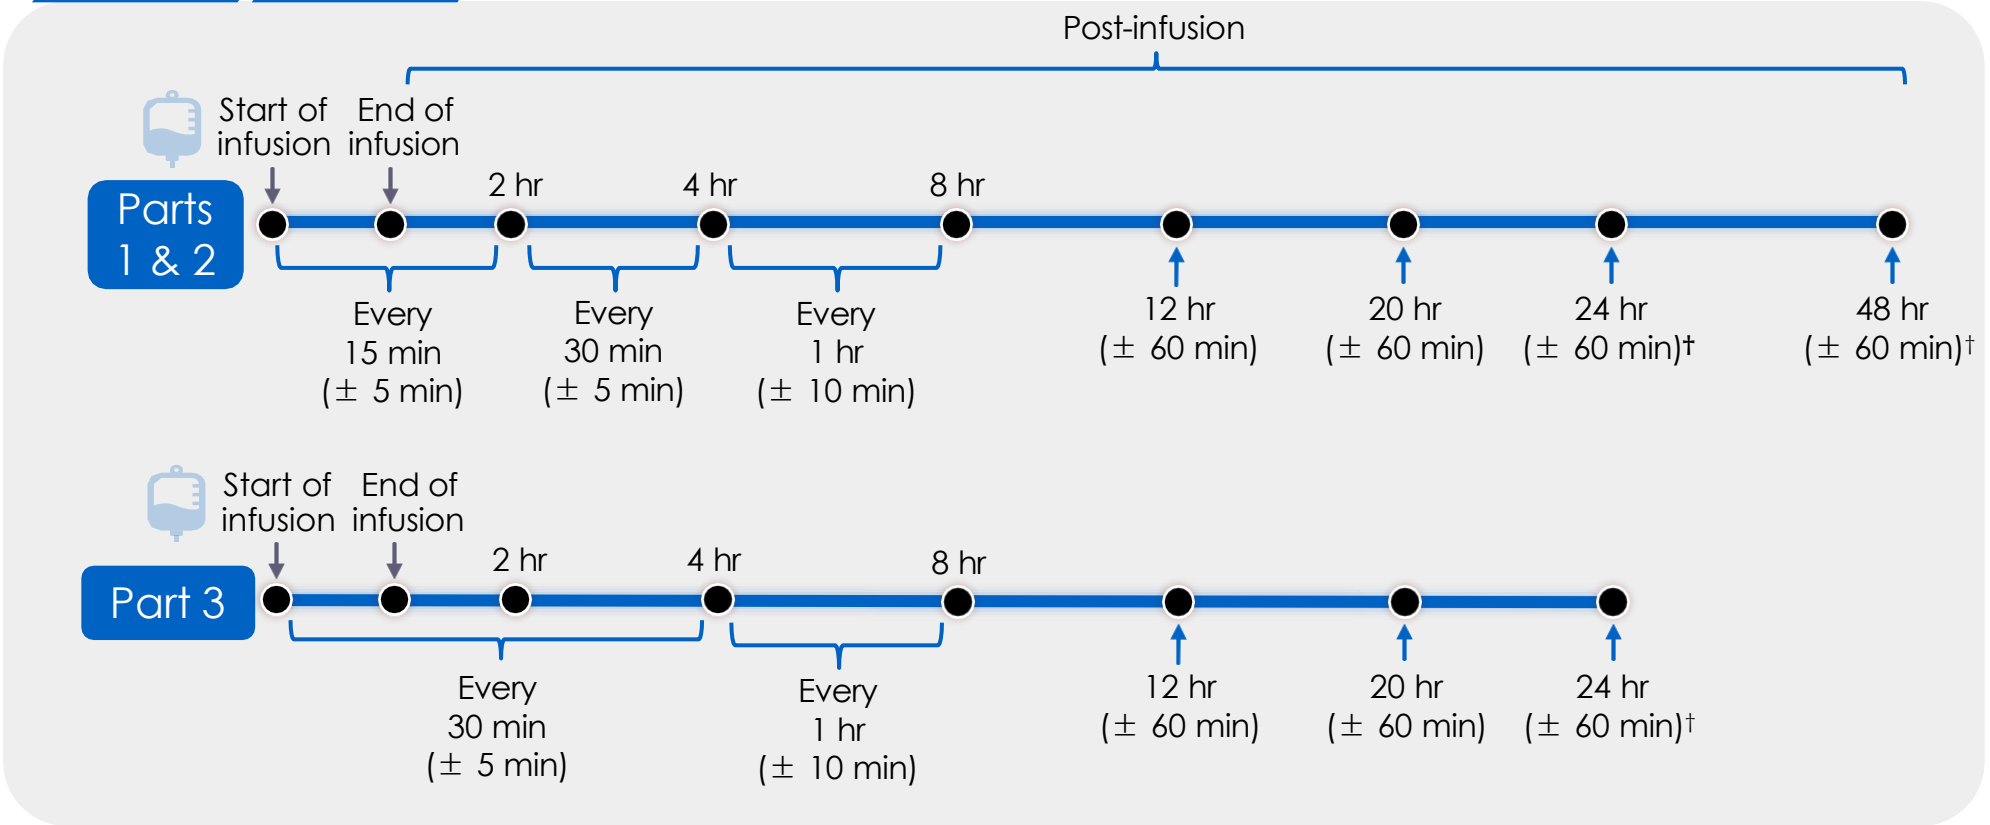 Post-infusion
Start of
infusion
End of
infusion
Parts
1 & 2
2 hr
4 hr
8 hr
Every
15 min
(± 5 min)
Every
30 min
(± 5 min)
Every
1 hr
(± 10 min)
12 hr
(± 60 min)
20 hr
(± 60 min)
24 hr
(± 60 min)†
48 hr
(± 60 min)†
Start of
infusion
End of
infusion
Part 3
2 hr
4 hr
8 hr
Every
30 min
(± 5 min)
Every
1 hr
(± 10 min)
12 hr
(± 60 min)
20 hr
(± 60 min)
24 hr
(± 60 min)†